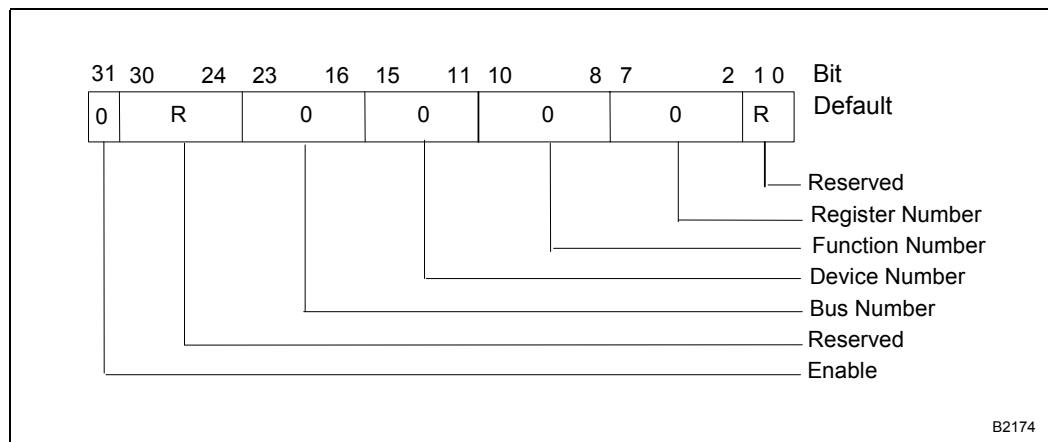 31 30 24 23 16 15 11 10 8 7 2 1 0 Bit
0 R 0 0 0 0 R Default
Reserved
Register Number
Function Number
Device Number
Bus Number
Reserved
Enable
B2174